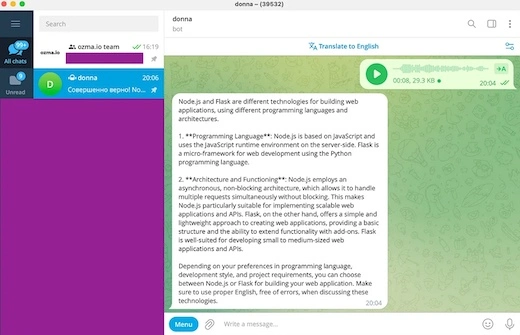 donna – (39532)
Search
99+
All chats
9
Unread
ozma.io
ozma.io team
16:19
D
donna
20:06
Совершенно верно! No...
donna
bot
Translate to English
00:08, 29.3 KB
→A
20:04
Node.js and Flask are different technologies for building web
applications, using different programming languages and
architectures.
1. **Programming Language**: Node.js is based on JavaScript and
uses the JavaScript runtime environment on the server-side. Flask is
a micro-framework for web development using the Python
programming language.
2. **Architecture and Functioning**: Node.js employs an
asynchronous, non-blocking architecture, which allows it to handle
multiple requests simultaneously without blocking. This makes
Node.js particularly suitable for implementing scalable web
applications and APIs. Flask, on the other hand, offers a simple and
lightweight approach to creating web applications, providing a basic
structure and the ability to extend functionality with add-ons. Flask
is well-suited for developing small to medium-sized web
applications and APIs.
Depending on your preferences in programming language,
development style, and project requirements, you can choose
between Node.js or Flask for building your web application. Make
sure to use proper English, free of errors, when discussing these
technologies.
20:04
Menu
Write a message...